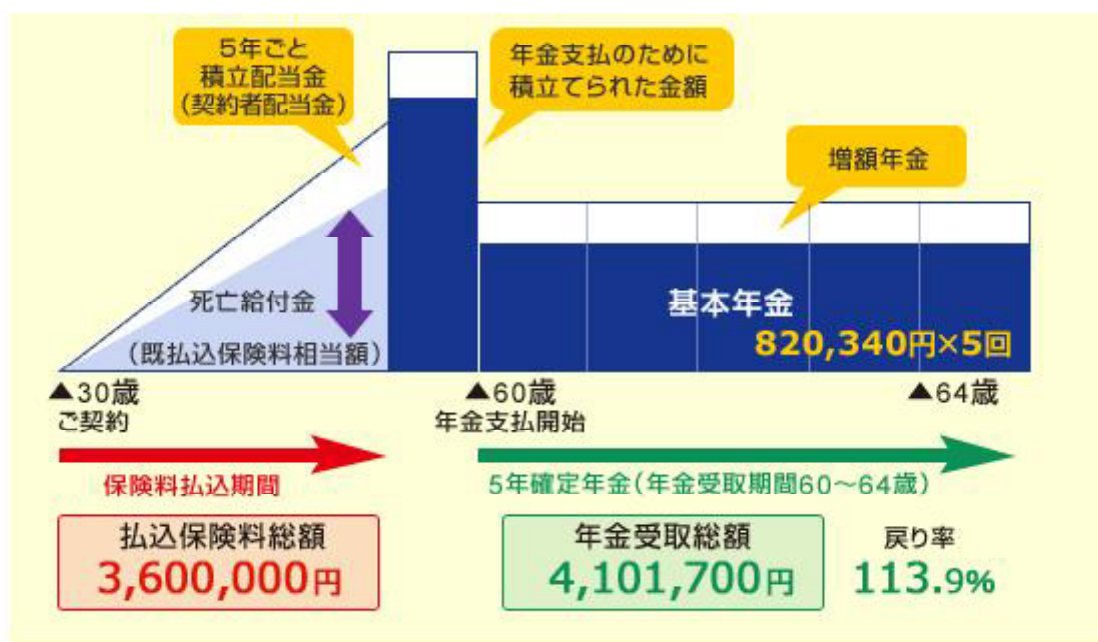 5年ごと
積立配当金
(契約者配当金)
年金支払のために
積立てられた金額
増額年金
死亡給付金
(既払込保険料相当額)
基本年金
820,340円×5回
▲30歳
ご契約
▲60歳
年金支払開始
▲64歳
保険料払込期間
5年確定年金(年金受取期間60〜64歳)
払込保険料総額
3,600,000円
年金受取総額
4,101,700円
戻り率
113.9%